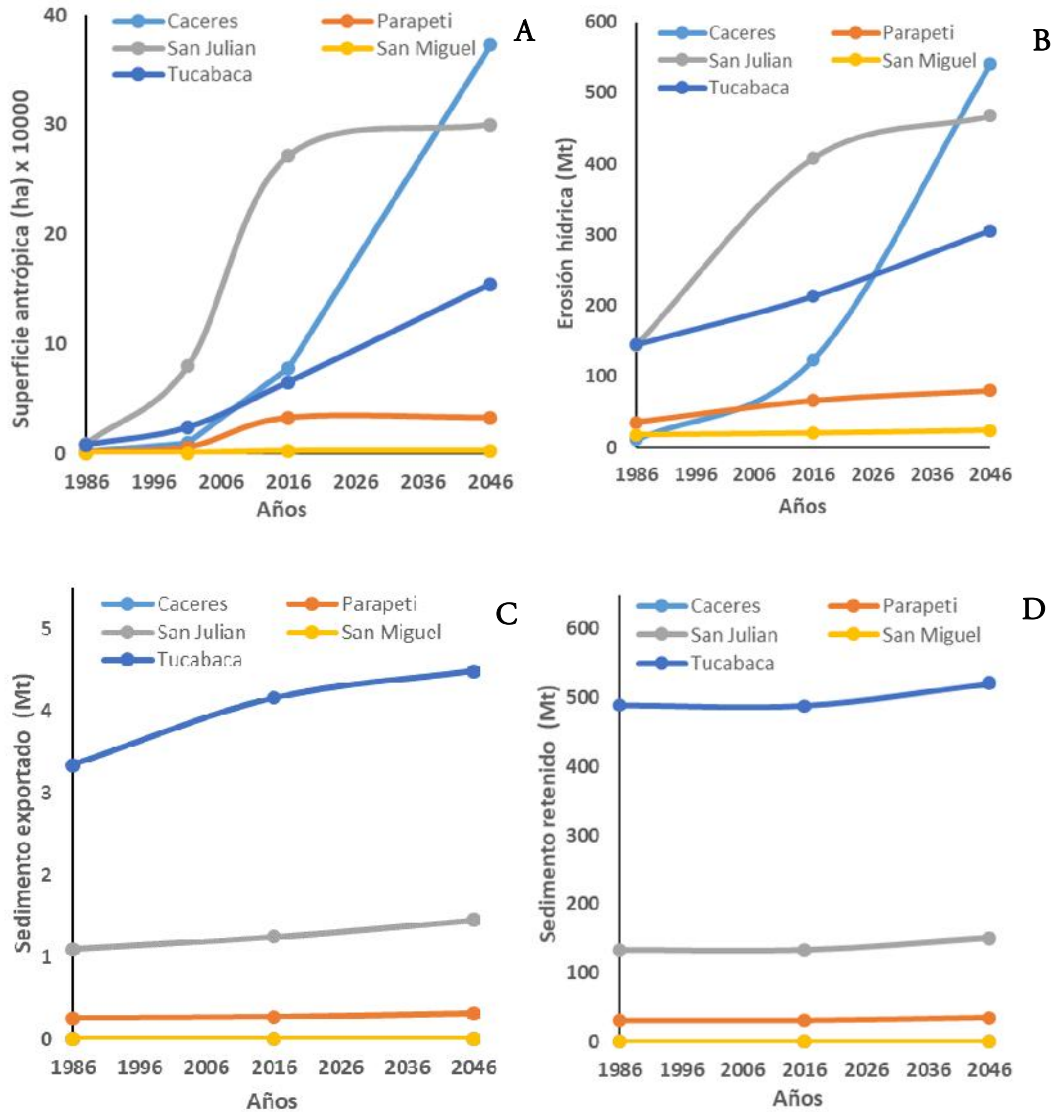 A
Caceres Parapeti
San Julian San Miguel
Tucabaca
Superficie antrópica (ha) x 10000
40
30
20
10
0
1986 1996 2006 2016 2026 2036 2046
Años
B
Caceres Parapeti
San Julian San Miguel
Tucabaca
Erosión hídrica (Mt)
600
500
400
300
200
100
0
1986 1996 2006 2016 2026 2036 2046
Años
C
Caceres Parapeti
San Julian San Miguel
Tucabaca
Sedimento exportado (Mt)
5
4
3
2
1
0
1986 1996 2006 2016 2026 2036 2046
Años
D
Caceres Parapeti
San Julian San Miguel
Tucabaca
Sedimento retenido (Mt)
600
500
400
300
200
100
0
1986 1996 2006 2016 2026 2036 2046
Años